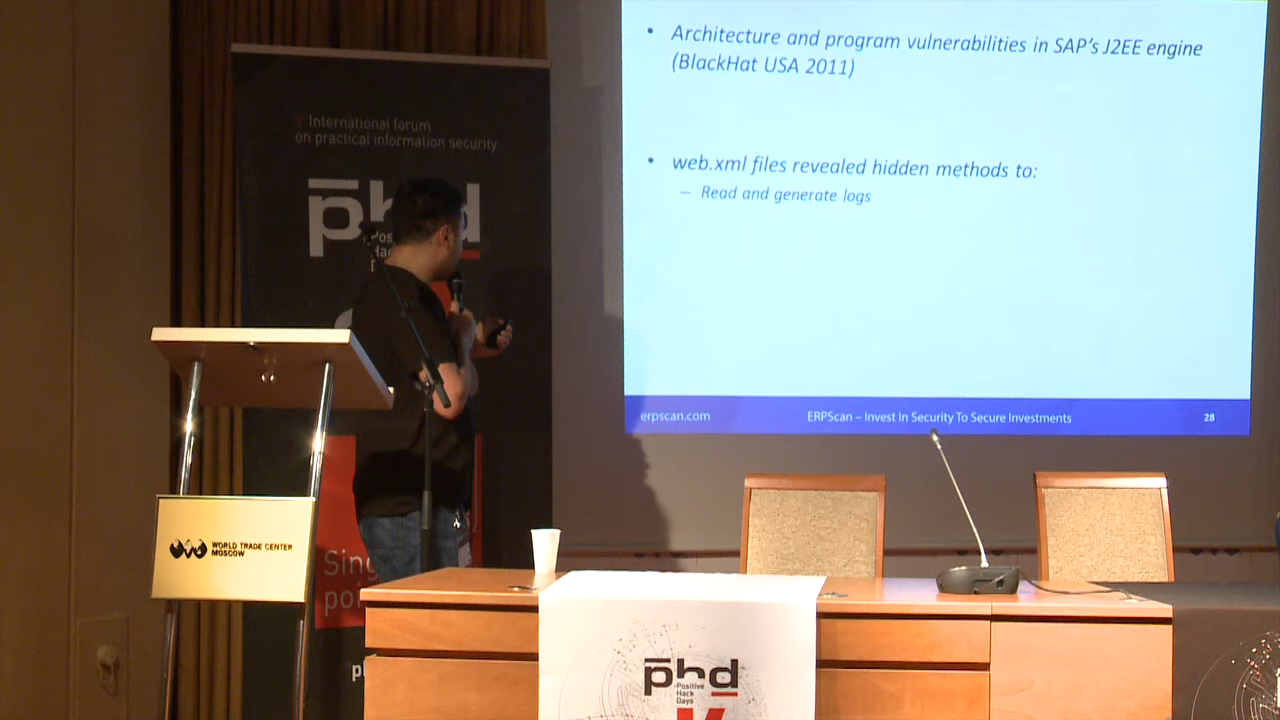 International forum
on practical information security
phd
Sing
• Architecture and program vulnerabilities in SAP's J2EE engine
(BlackHat USA 2011)
• web.xml files revealed hidden methods to:
– Read and generate logs
erpscan.com
ERPScan – Invest In Security To Secure Investments
28
WORLD TRADE CENTER
MOSCOW
phd
Positive
Hack
Days
V